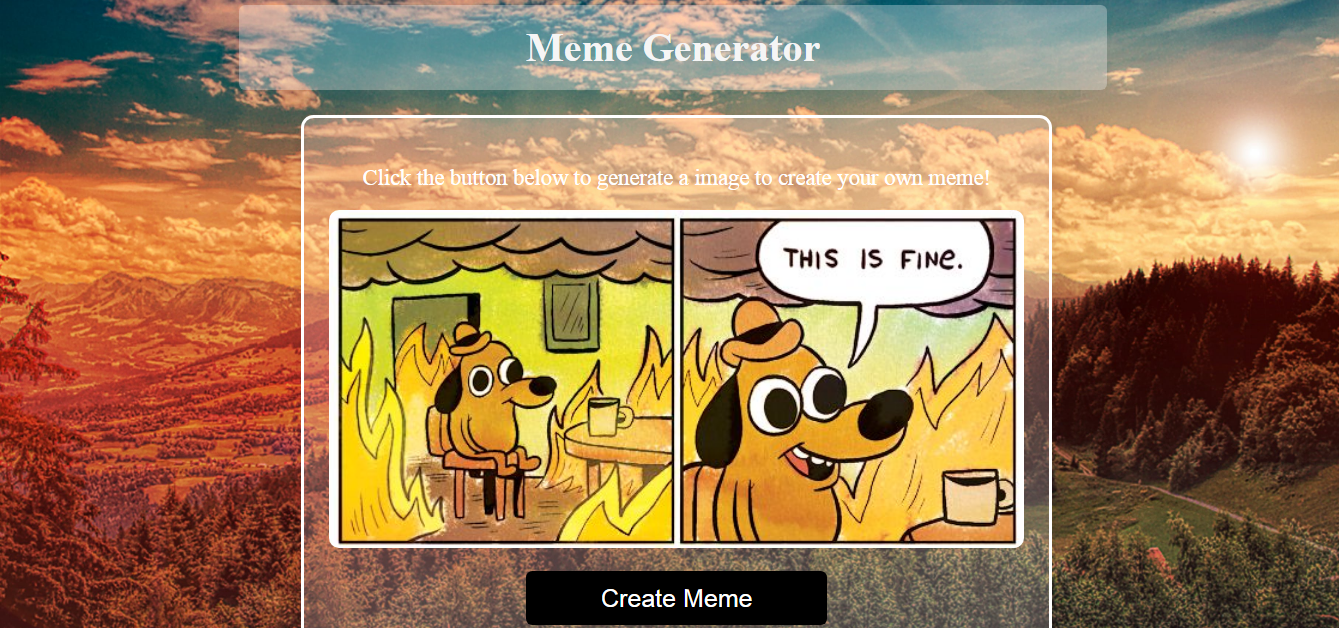 Meme Generator
Click the button below to generate a image to create your own meme!
THIS IS FINE.
Create Meme